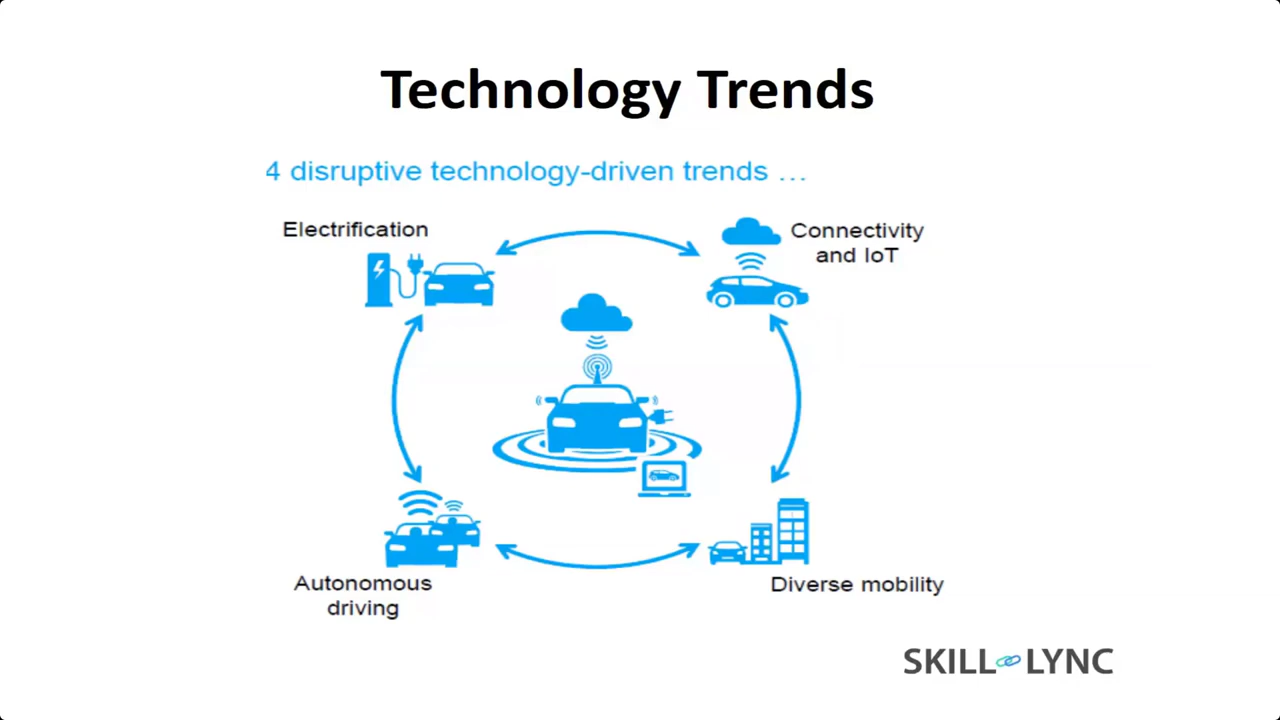 Technology Trends
4 disruptive technology-driven trends ...
Electrification
Connectivity
and IoT
Autonomous
driving
Diverse mobility
SKILL LYNC